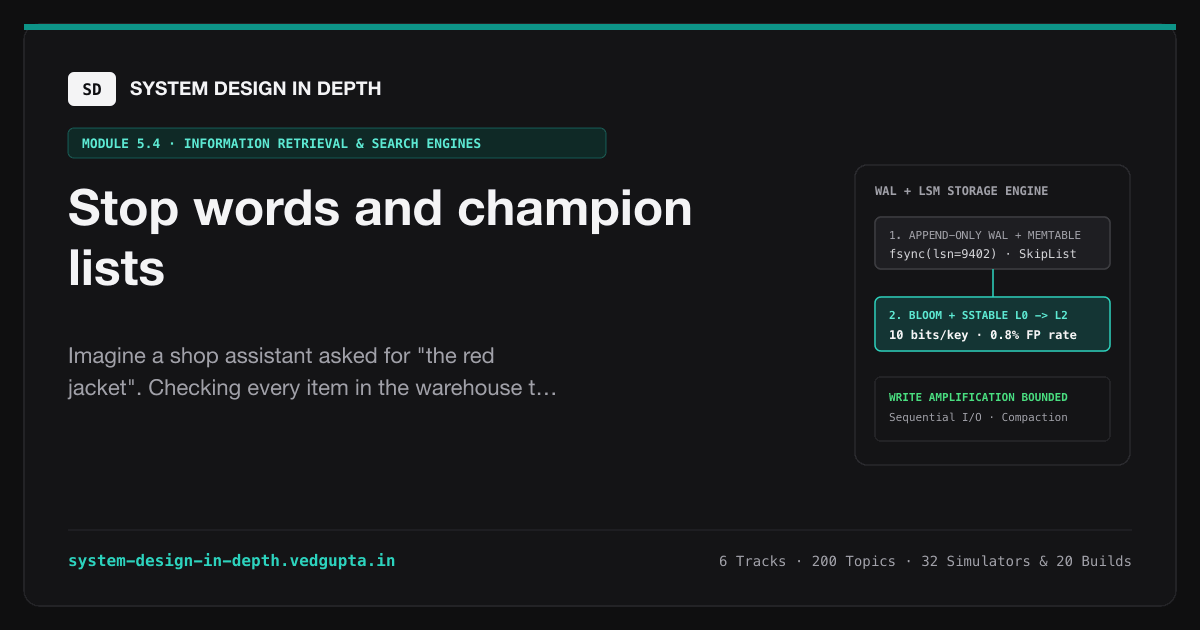 SD SYSTEM DESIGN IN DEPTH
MODULE 5.4 · INFORMATION RETRIEVAL & SEARCH ENGINES
Stop words and champion
lists
Imagine a shop assistant asked for "the red
jacket". Checking every item in the warehouse t…
WAL + LSM STORAGE ENGINE
1. APPEND-ONLY WAL + MEMTABLE
fsync(lsn=9402) · SkipList
2. BLOOM + SSTABLE L0 -> L2
10 bits/key · 0.8% FP rate
WRITE AMPLIFICATION BOUNDED
Sequential I/O · Compaction
system-design-in-depth.vedgupta.in
6 Tracks · 200 Topics · 32 Simulators & 20 Builds